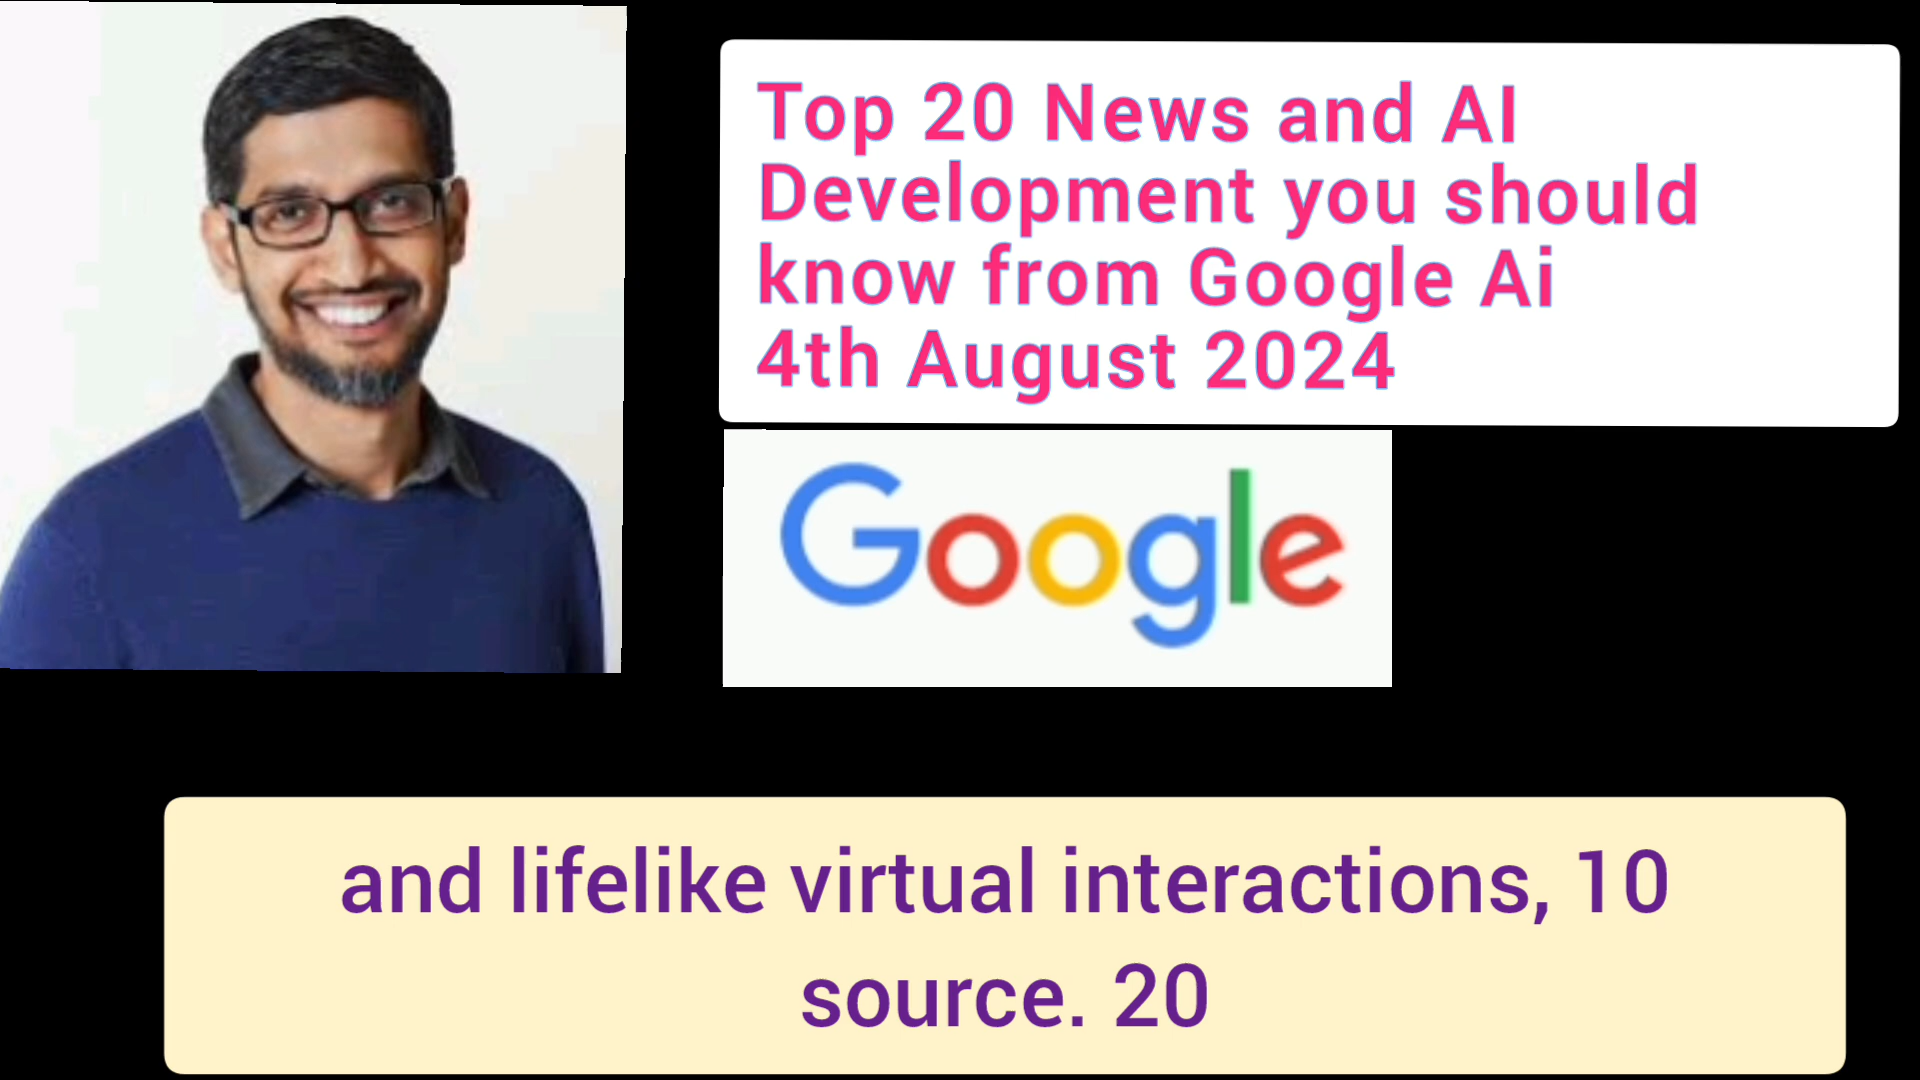 Top 20 News and AI
Development you should
know from Google Ai
4th August 2024
Google
and lifelike virtual interactions, 10
source. 20